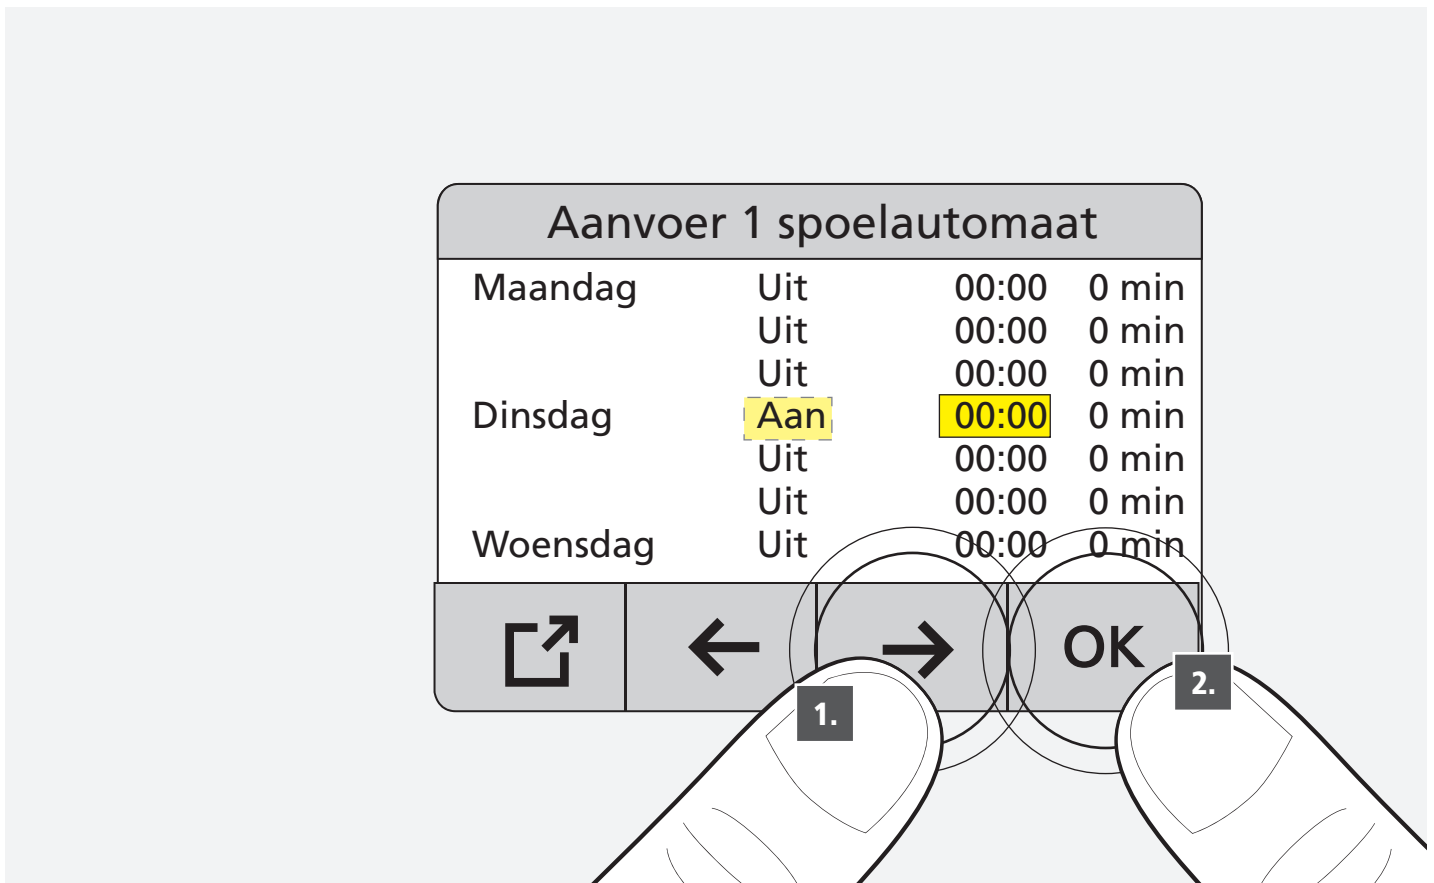 Aanvoer 1 spoelautomaat
Maandag Uit 00:00 0 min
Uit 00:00 0 min
Uit 00:00 0 min
Dinsdag Aan 00:00 0 min
Uit 00:00 0 min
Uit 00:00 0 min
Woensdag Uit 00:00 0 min
OK
1.
2.